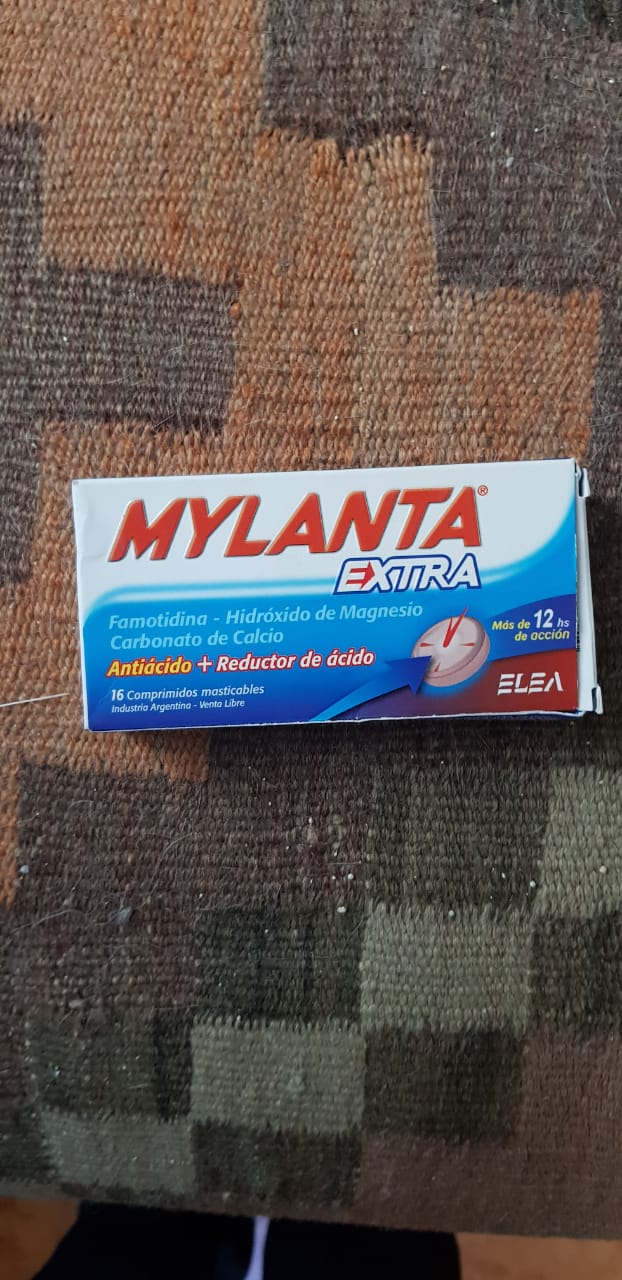 MYLANTA®
EXTRA
Famotidina - Hidróxido de Magnesio
Carbonato de Calcio
Antiácido + Reductor de ácido
16 Comprimidos masticables
Industria Argentina - Venta Libre
Más de 12 hs
de acción
ELEA